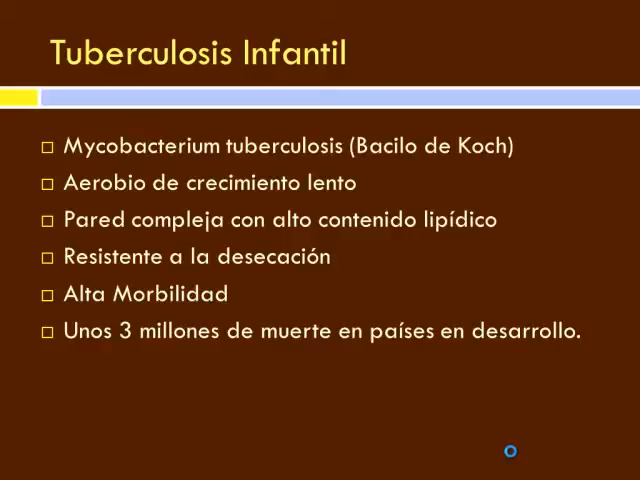 Tuberculosis Infantil
Mycobacterium tuberculosis (Bacilo de Koch)
Aerobio de crecimiento lento
Pared compleja con alto contenido lipídico
Resistente a la desecación
Alta Morbilidad
Unos 3 millones de muerte en países en desarrollo.